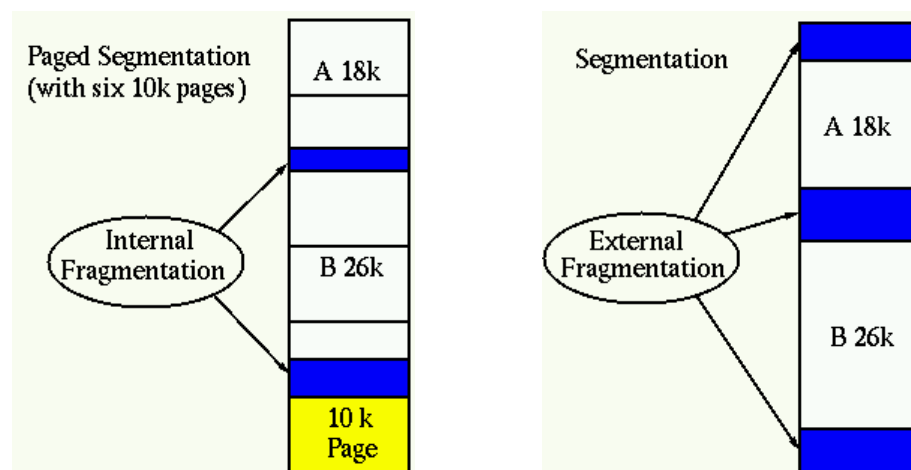 Paged Segmentation
(with six 10k pages)
A 18k
Internal
Fragmentation
B 26k
10 k
Page
Segmentation
A 18k
External
Fragmentation
B 26k